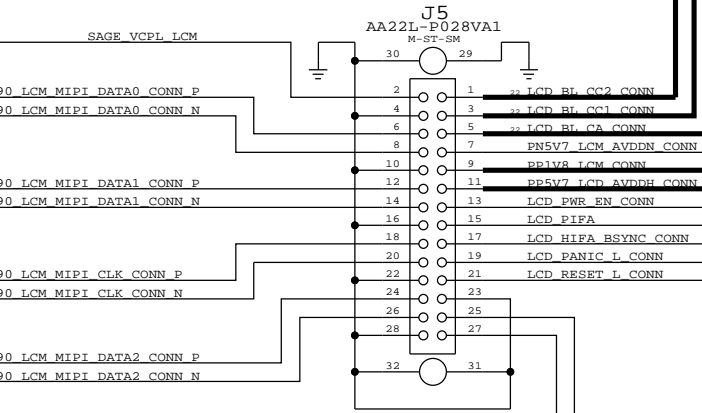 J5
AA22L-P028VA1
M-ST-SM
SAGE_VCPL_LCM
30 29
2 1 22 LCD_BL_CC2_CONN
90_LCM_MIPI_DATA0_CONN_P
4 3 22 LCD_BL_CC1_CONN
90_LCM_MIPI_DATA0_CONN_N
6 5 22 LCD_BL_CA_CONN
8 7 PN5V7_LCM_AVDDN_CONN
10 9 PP1V8_LCM_CONN
90_LCM_MIPI_DATA1_CONN_P
12 11 PP5V7_LCD_AVDDH_CONN
90_LCM_MIPI_DATA1_CONN_N
14 13 LCD_PWR_EN_CONN
16 15 LCD_PIFA
18 17 LCD_HIFA_BSYNC_CONN
20 19 LCD_PANIC_L_CONN
90_LCM_MIPI_CLK_CONN_P
22 21 LCD_RESET_L_CONN
90_LCM_MIPI_CLK_CONN_N
24 23
26 25
28 27
90_LCM_MIPI_DATA2_CONN_P
32 31
90_LCM_MIPI_DATA2_CONN_N